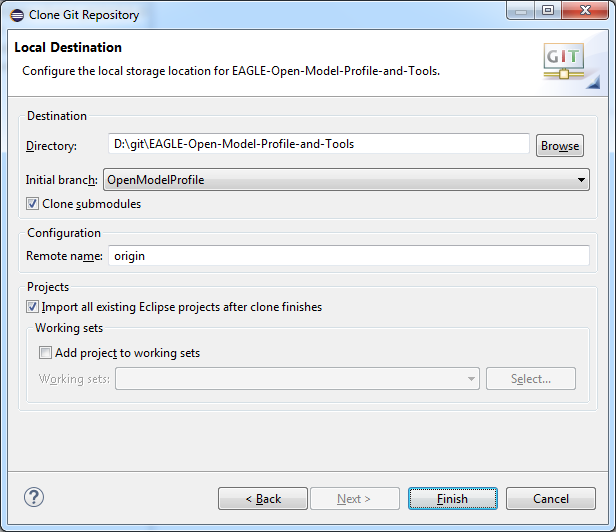 Clone Git Repository
Local Destination
Configure the local storage location for EAGLE-Open-Model-Profile-and-Tools.
GIT
Destination
Directory: D:\git\EAGLE-Open-Model-Profile-and-Tools Browse
Initial branch: OpenModelProfile
Clone submodules
Configuration
Remote name: origin
Projects
Import all existing Eclipse projects after clone finishes
Working sets
Add project to working sets
Working sets: Select...
? < Back Next > Finish Cancel